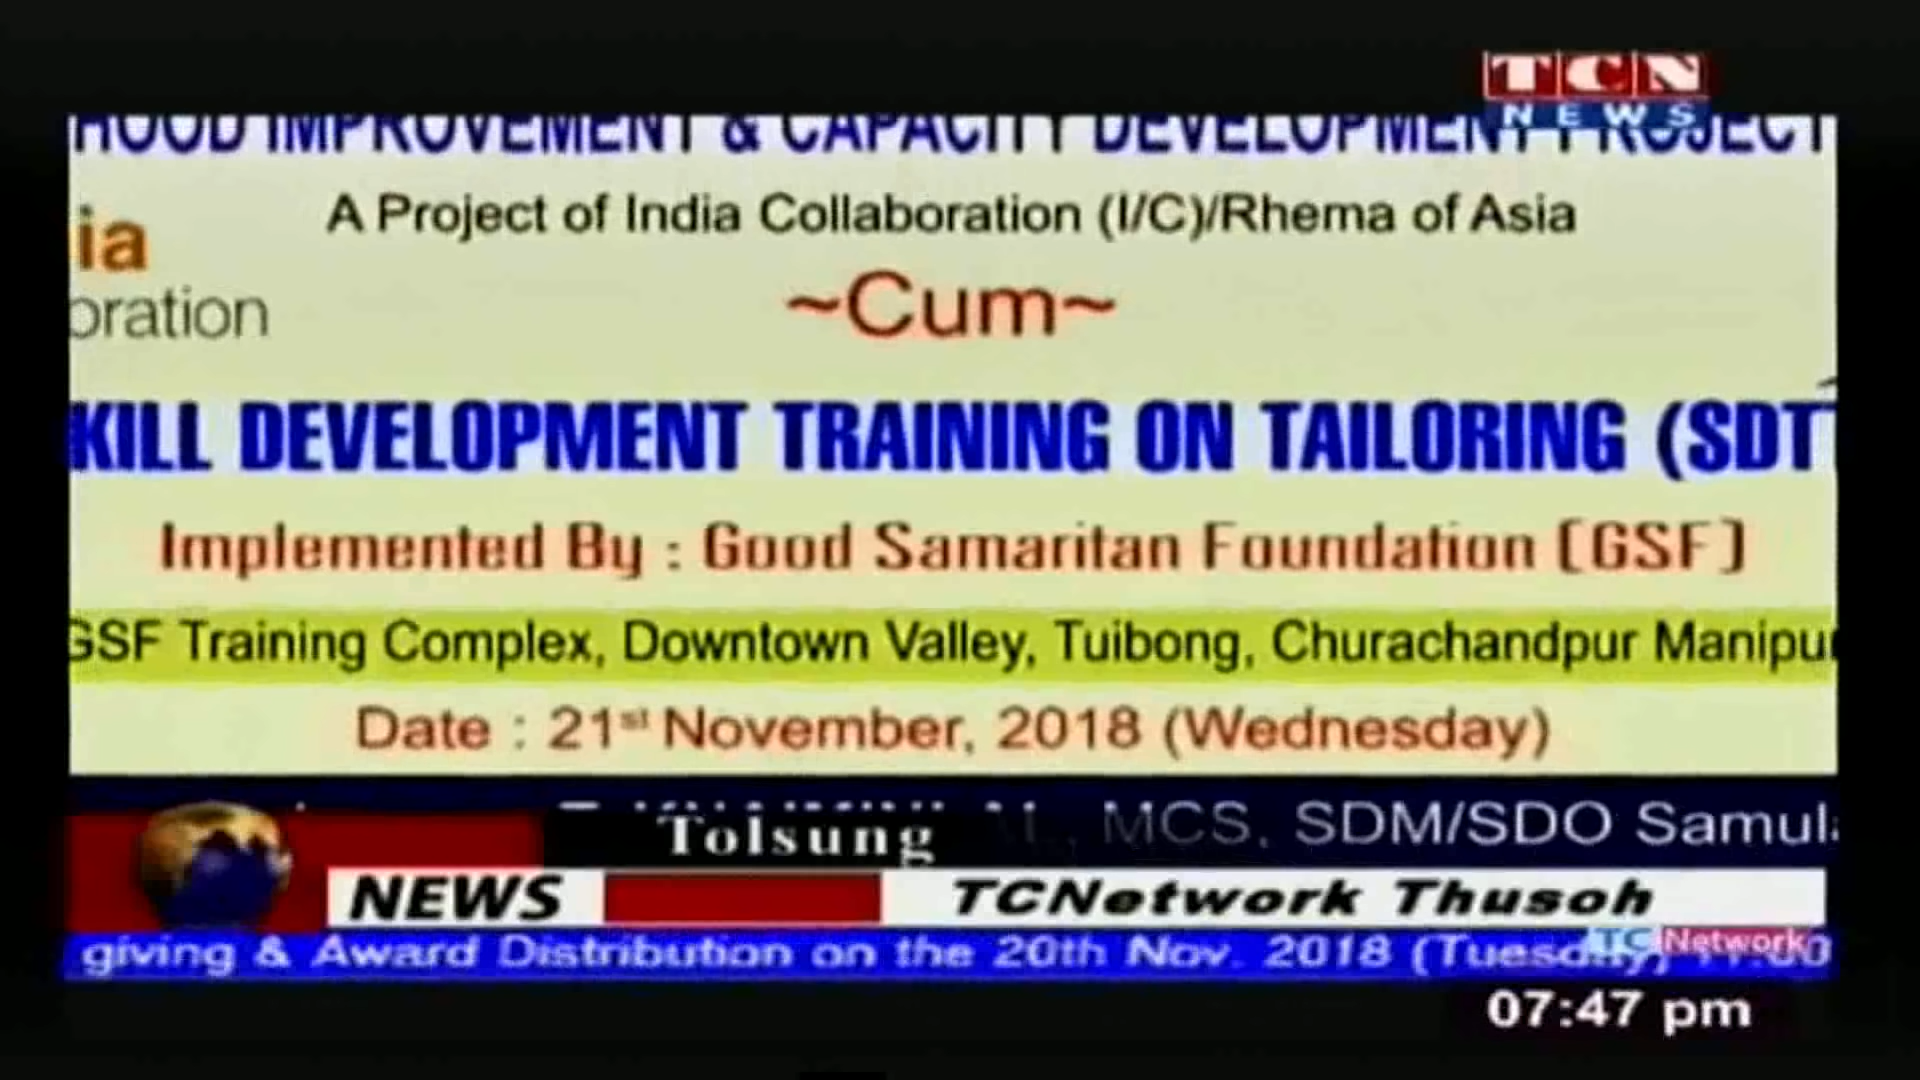 TCN
NEWS
HOOD IMPROVEMENT & CAPACITY DEVELOPMENT PROJECT
A Project of India Collaboration (I/C)/Rhema of Asia
ia
oration
~Cum~
KILL DEVELOPMENT TRAINING ON TAILORING (SDT
Implemented By : Good Samaritan Foundation (GSF)
GSF Training Complex, Downtown Valley, Tuibong, Churachandpur Manipur
Date : 21st November, 2018 (Wednesday)
MCS, SDM/SDO
Tolsung
NEWS TCNetwork Thusoh
giving & Award Distribution on the 20th Nov. 2018 (Tuesday)
TC Network
07:47 pm